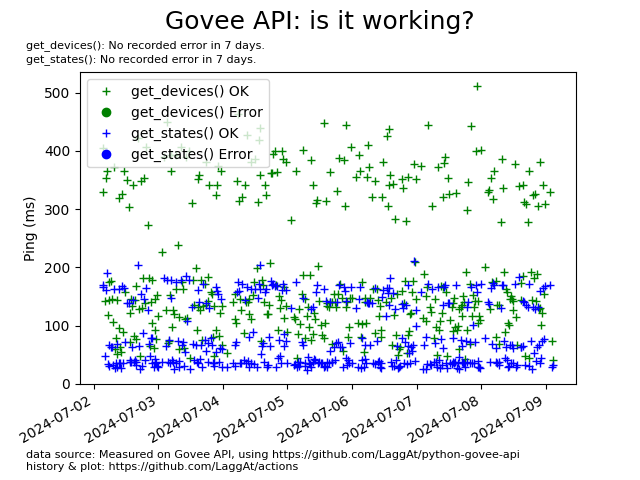 Govee API: is it working?
get_devices(): No recorded error in 7 days.
get_states(): No recorded error in 7 days.
get_devices() OK
get_devices() Error
get_states() OK
get_states() Error
Ping (ms)
500
400
300
200
100
0
2024-07-02
2024-07-03
2024-07-04
2024-07-05
2024-07-06
2024-07-07
2024-07-08
2024-07-09
data source: Measured on Govee API, using https://github.com/LaggAt/python-govee-api
history & plot: https://github.com/LaggAt/actions